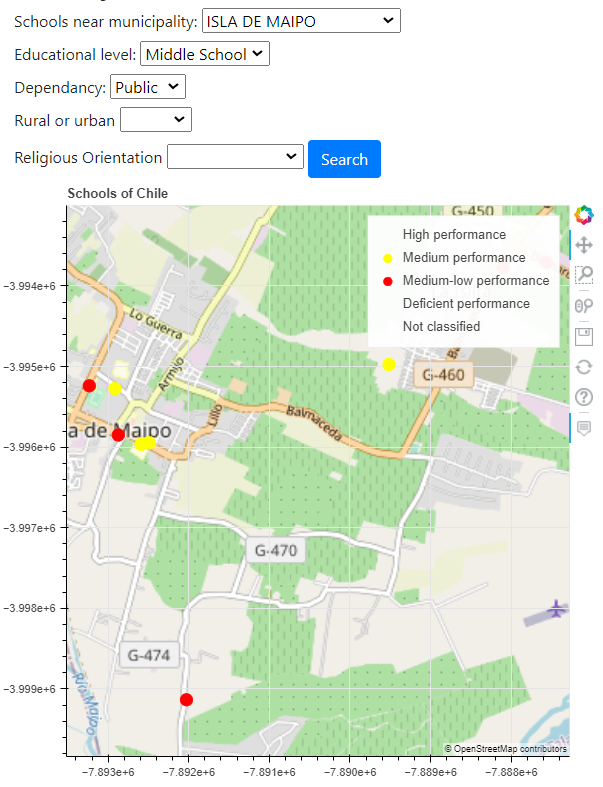 Schools near municipality: ISLA DE MAIPO
Educational level: Middle School
Dependancy: Public
Rural or urban
Religious Orientation Search
Schools of Chile
G-450
High performance
Medium performance
Medium-low performance
Deficient performance
Not classified
−3.994e+6
Lo Guerra
−3.995e+6
Armijo
Ba
G-460
Lillo
Balmaceda
a de Maipo
−3.996e+6
−3.997e+6
G-470
−3.998e+6
G-474
−3.999e+6
Río Maipo
© OpenStreetMap contributors
−7.893e+6 −7.892e+6 −7.891e+6 −7.890e+6 −7.889e+6 −7.888e+6